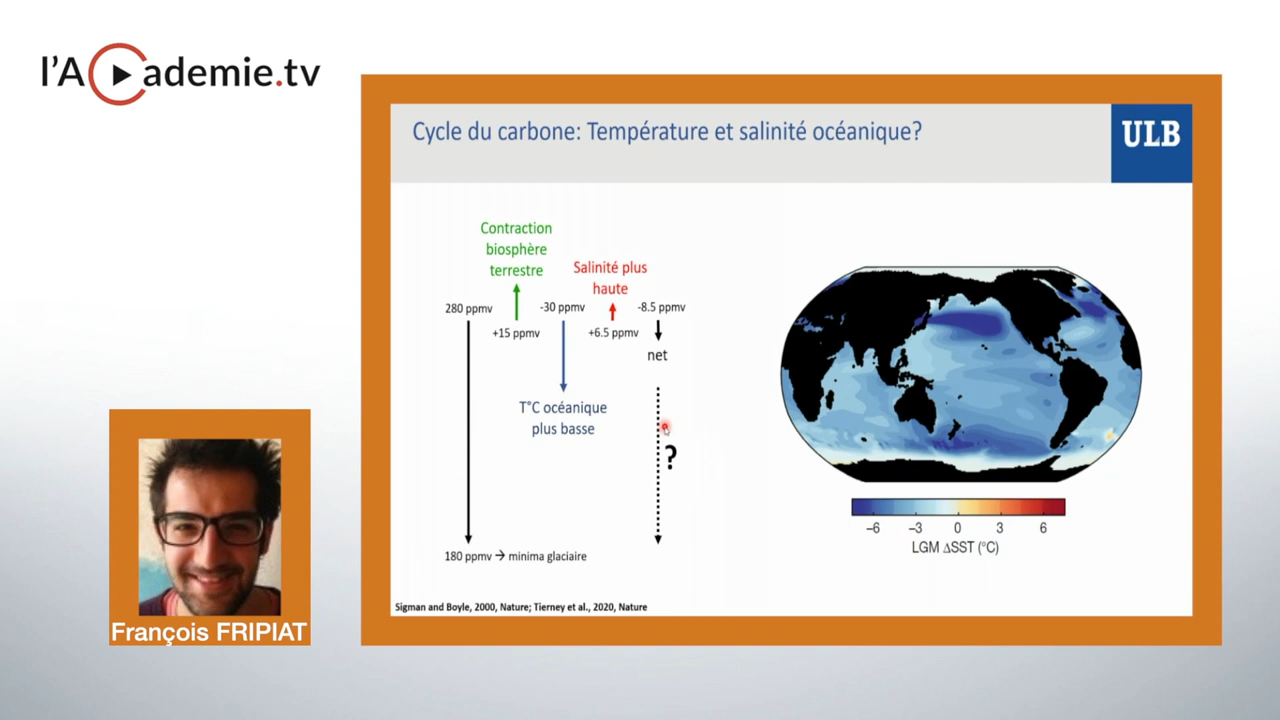 l'Academie.tv
Cycle du carbone: Température et salinité océanique?
ULB
Contraction
biosphère
terrestre
Salinité plus
haute
280 ppmv
-30 ppmv
-8.5 ppmv
+15 ppmv
+6.5 ppmv
net
T°C océanique
plus basse
?
180 ppmv → minima glaciaire
−6 −3 0 3 6
LGM ΔSST (°C)
Sigman and Boyle, 2000, Nature; Tierney et al., 2020, Nature
François FRIPIAT